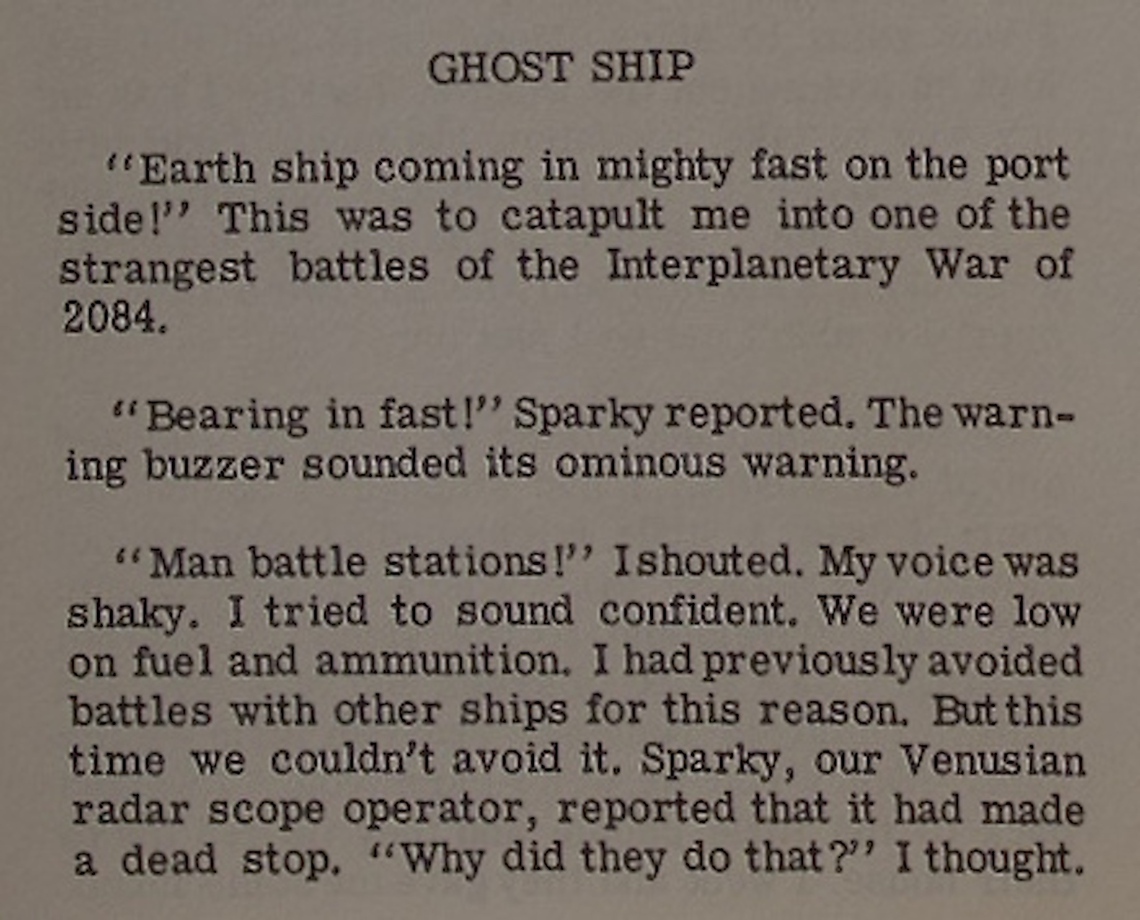 GHOST SHIP
“Earth ship coming in mighty fast on the port
side!” This was to catapult me into one of the
strangest battles of the Interplanetary War of
2084.
“Bearing in fast!” Sparky reported. The warn-
ing buzzer sounded its ominous warning.
“Man battle stations!” I shouted. My voice was
shaky. I tried to sound confident. We were low
on fuel and ammunition. I had previously avoided
battles with other ships for this reason. But this
time we couldn't avoid it. Sparky, our Venusian
radar scope operator, reported that it had made
a dead stop. “Why did they do that?” I thought.